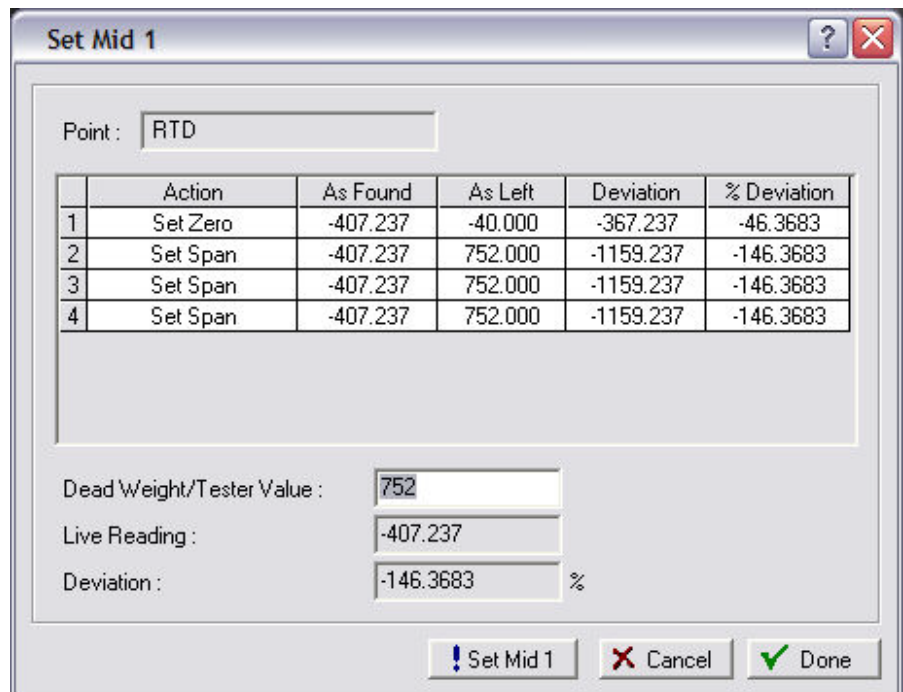 Set Mid 1 ?
Point : RTD
Action As Found As Left Deviation % Deviation
1 Set Zero -407.237 -40.000 -367.237 -46.3683
2 Set Span -407.237 752.000 -1159.237 -146.3683
3 Set Span -407.237 752.000 -1159.237 -146.3683
4 Set Span -407.237 752.000 -1159.237 -146.3683
Dead Weight/Tester Value : 752
Live Reading : -407.237
Deviation : -146.3683 %
! Set Mid 1 Cancel Done